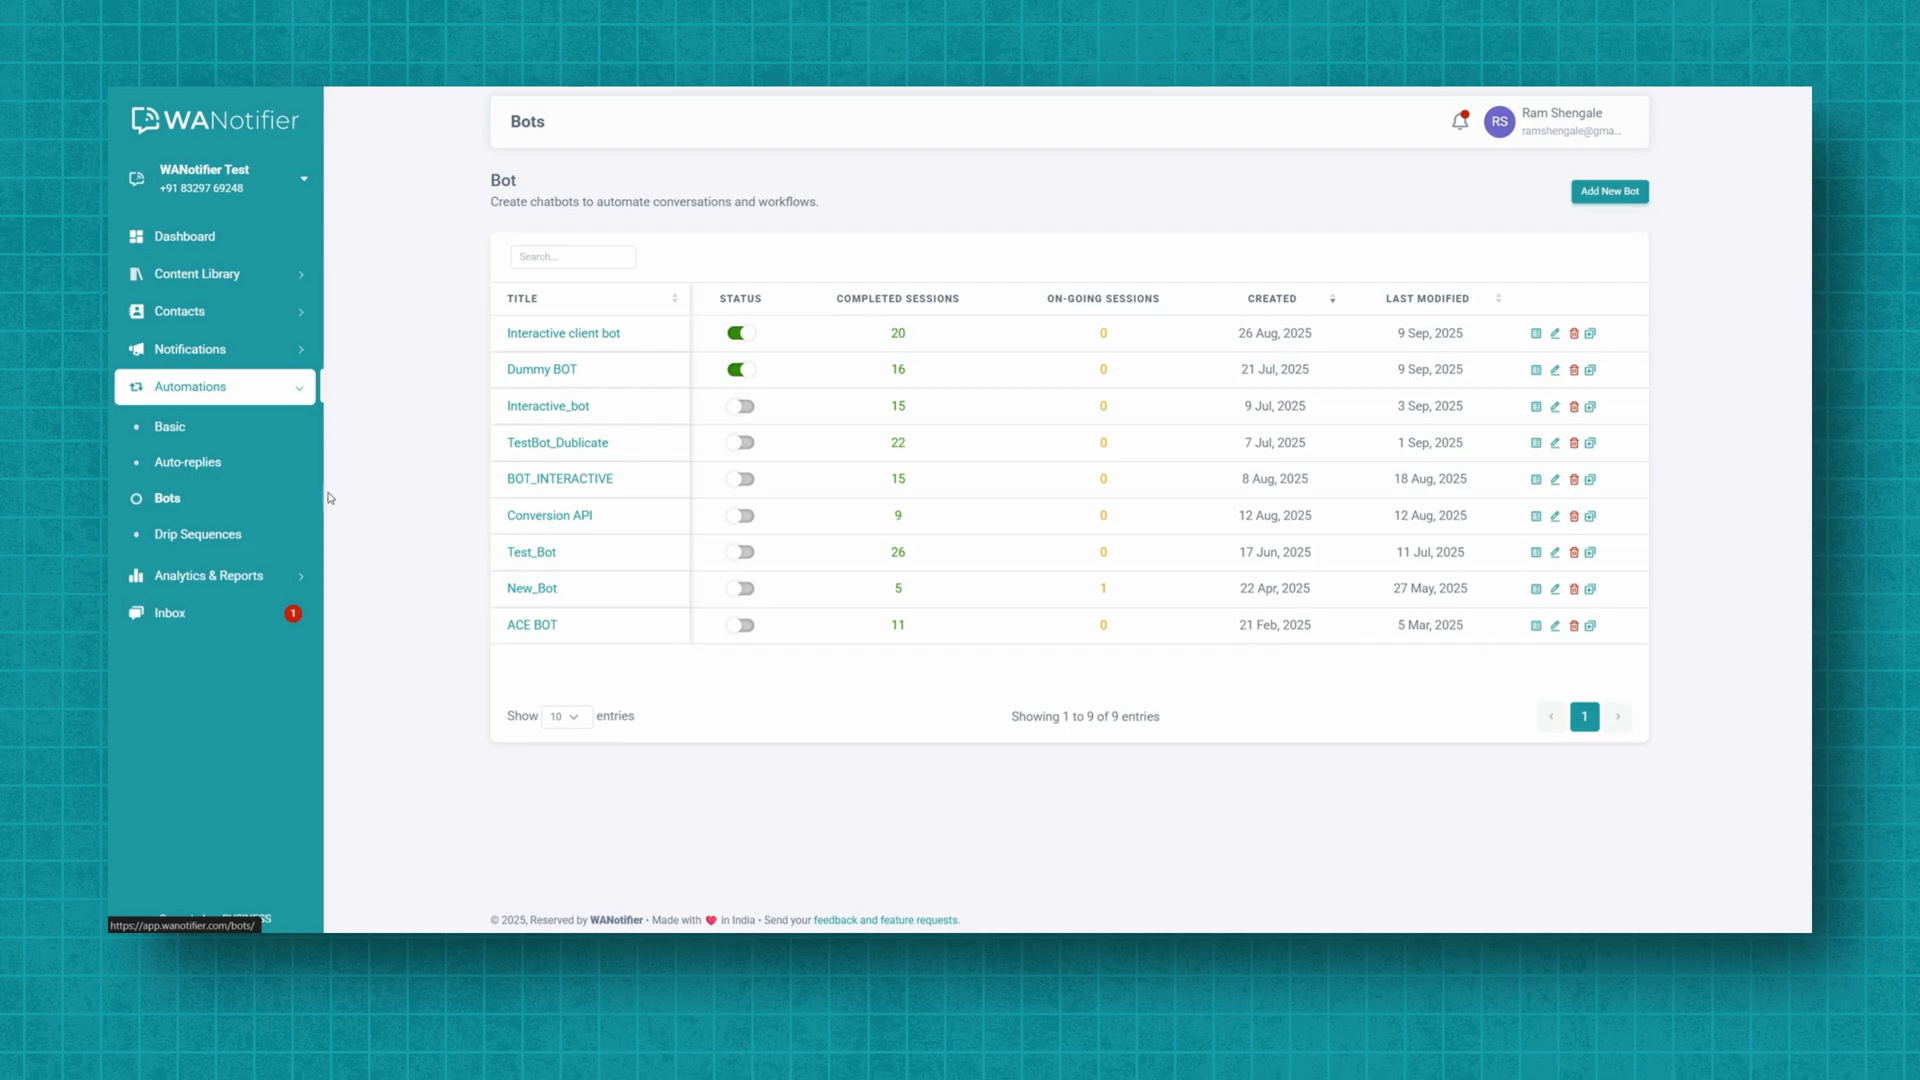 WANotifier
WANotifier Test
+91 83297 69248
Dashboard
Content Library
Contacts
Notifications
Automations
Basic
Auto-replies
Bots
Drip Sequences
Analytics & Reports
Inbox 1
https://app.wanotifier.com/bots/
Bots
RS
Ram Shengale
ramshengale@gma...
Bot
Create chatbots to automate conversations and workflows.
Add New Bot
Search...
TITLE STATUS COMPLETED SESSIONS ON-GOING SESSIONS CREATED LAST MODIFIED
Interactive client bot 20 0 26 Aug, 2025 9 Sep, 2025
Dummy BOT 16 0 21 Jul, 2025 9 Sep, 2025
Interactive_bot 15 0 9 Jul, 2025 3 Sep, 2025
TestBot_Dublicate 22 0 7 Jul, 2025 1 Sep, 2025
BOT_INTERACTIVE 15 0 8 Aug, 2025 18 Aug, 2025
Conversion API 9 0 12 Aug, 2025 12 Aug, 2025
Test_Bot 26 0 17 Jun, 2025 11 Jul, 2025
New_Bot 5 1 22 Apr, 2025 27 May, 2025
ACE BOT 11 0 21 Feb, 2025 5 Mar, 2025
Show 10 entries Showing 1 to 9 of 9 entries ‹ 1 ›
© 2025, Reserved by WANotifier • Made with ❤ in India • Send your feedback and feature requests.